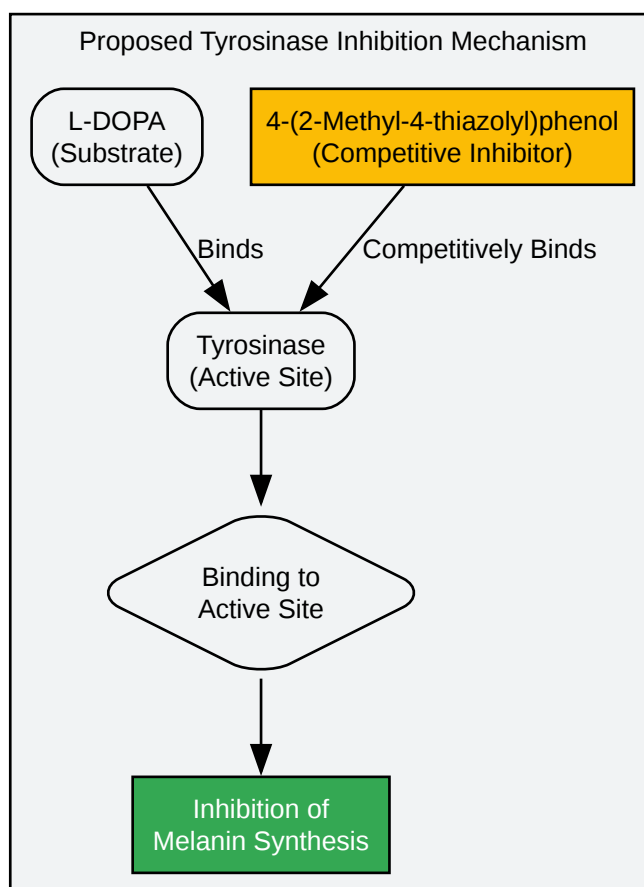 Proposed Tyrosinase Inhibition Mechanism
L-DOPA
(Substrate)
4-(2-Methyl-4-thiazolyl)phenol
(Competitive Inhibitor)
Binds
Competitively Binds
Tyrosinase
(Active Site)
Binding to
Active Site
Inhibition of
Melanin Synthesis